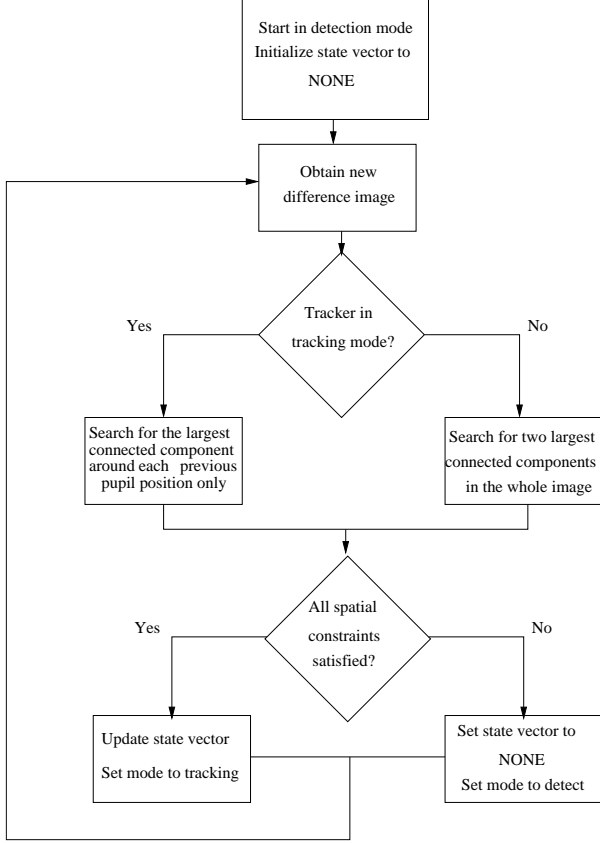 Start in detection mode
Initialize state vector to
NONE
Obtain new
difference image
Tracker in
tracking mode?
Yes
No
Search for the largest
connected component
around each previous
pupil position only
Search for two largest
connected components
in the whole image
All spatial
constraints
satisfied?
Yes
No
Update state vector
Set mode to tracking
Set state vector to
NONE
Set mode to detect